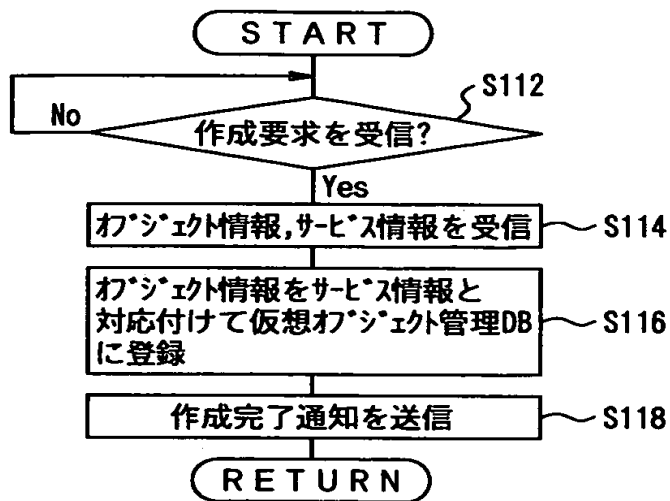 START
No
S112
作成要求を受信?
Yes
オブジェクト情報,サービス情報を受信
S114
オブジェクト情報をサービス情報と
対応付けて仮想オブジェクト管理DB
に登録
S116
作成完了通知を送信
S118
RETURN